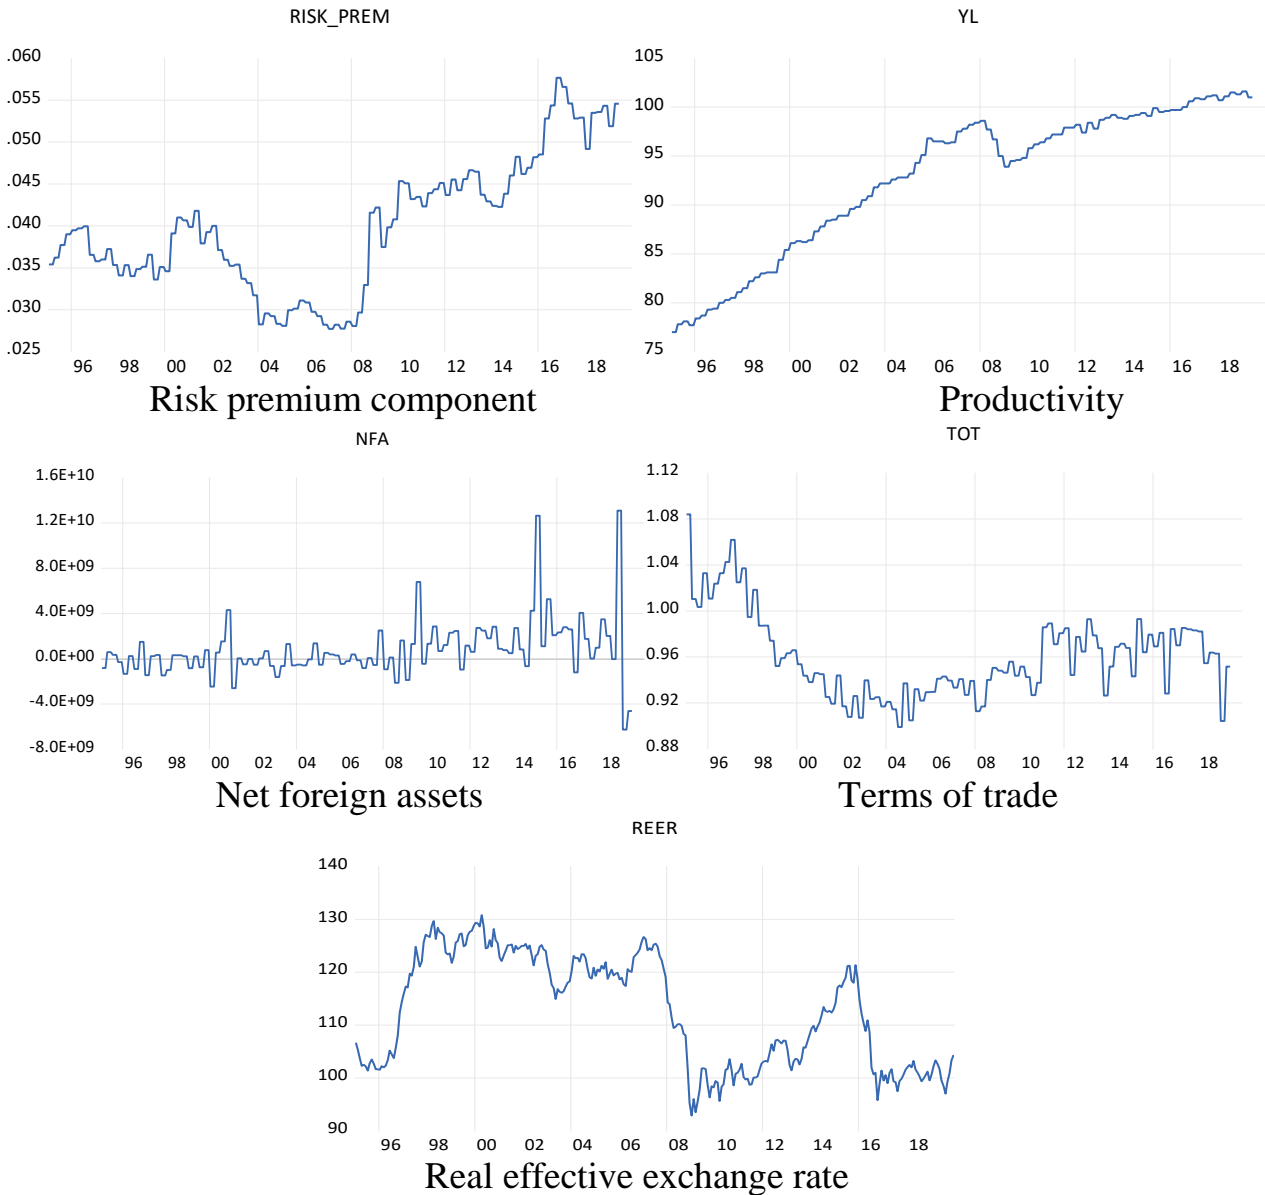 RISK_PREM
.060
.055
.050
.045
.040
.035
.030
.025
96 98 00 02 04 06 08 10 12 14 16 18
Risk premium component
YL
105
100
95
90
85
80
75
96 98 00 02 04 06 08 10 12 14 16 18
Productivity
NFA
1.6E+10
1.2E+10
8.0E+09
4.0E+09
0.0E+00
-4.0E+09
-8.0E+09
96 98 00 02 04 06 08 10 12 14 16 18
Net foreign assets
TOT
1.12
1.08
1.04
1.00
0.96
0.92
0.88
96 98 00 02 04 06 08 10 12 14 16 18
Terms of trade
REER
140
130
120
110
100
90
96 98 00 02 04 06 08 10 12 14 16 18
Real effective exchange rate